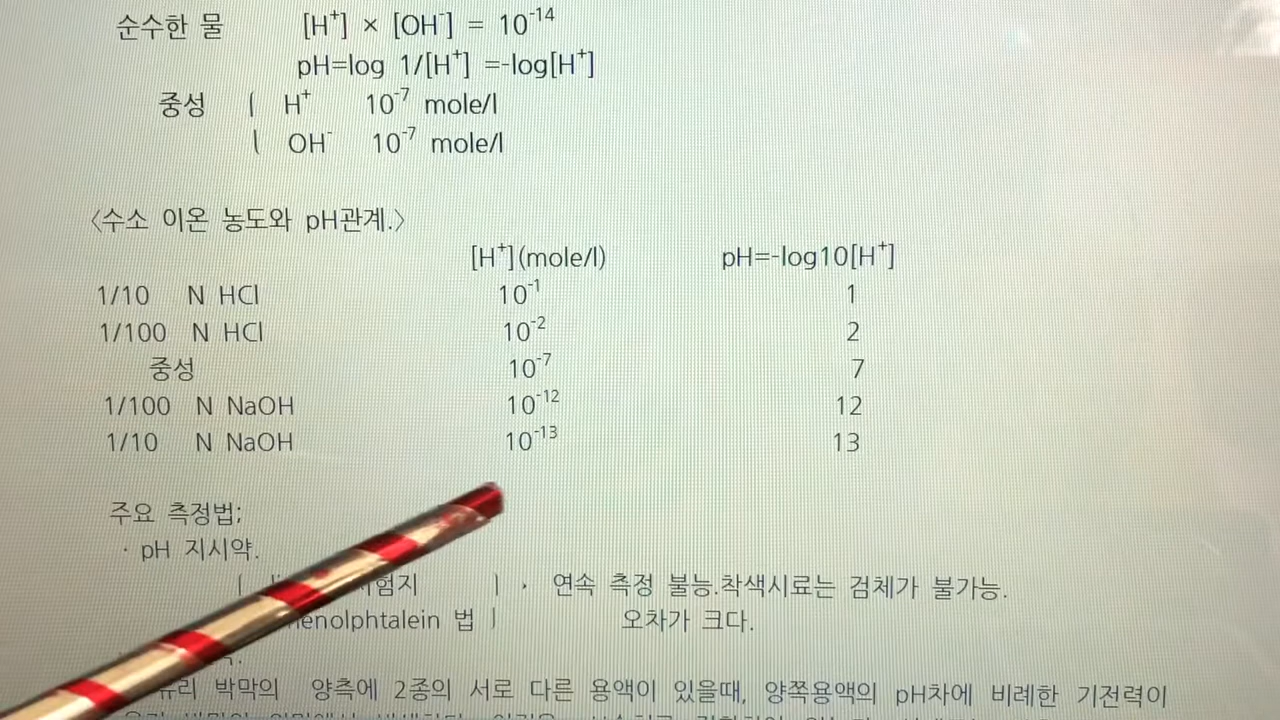 순수한 물 [H⁺] × [OH⁻] = 10⁻¹⁴
pH=log 1/[H⁺] =-log[H⁺]
중성 ( H⁺ 10⁻⁷ mole/l
( OH⁻ 10⁻⁷ mole/l
〈수소 이온 농도와 pH관계.〉
[H⁺](mole/l) pH=-log10[H⁺]
1/10 N HCl 10⁻¹ 1
1/100 N HCl 10⁻² 2
중성 10⁻⁷ 7
1/100 N NaOH 10⁻¹² 12
1/10 N NaOH 10⁻¹³ 13
주요 측정법;
· pH 지시약.
연속 측정 불능.착색시료는 검체가 불가능.
법 오차가 크다.
박막의 양측에 2종의 서로 다른 용액이 있을때, 양쪽용액의 pH차에 비례한 기전력이